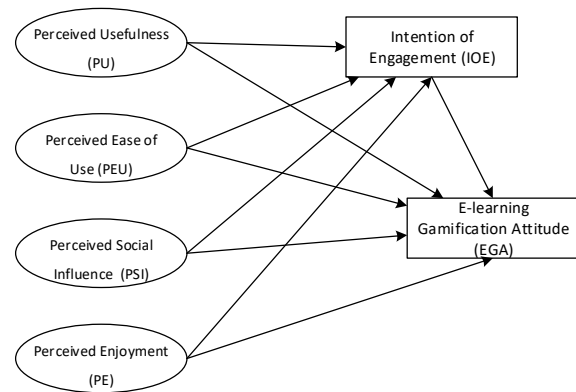 Perceived Usefulness
(PU)
Intention of
Engagement (IOE)
Perceived Ease of
Use (PEU)
E-learning
Gamification Attitude
(EGA)
Perceived Social
Influence (PSI)
Perceived Enjoyment
(PE)